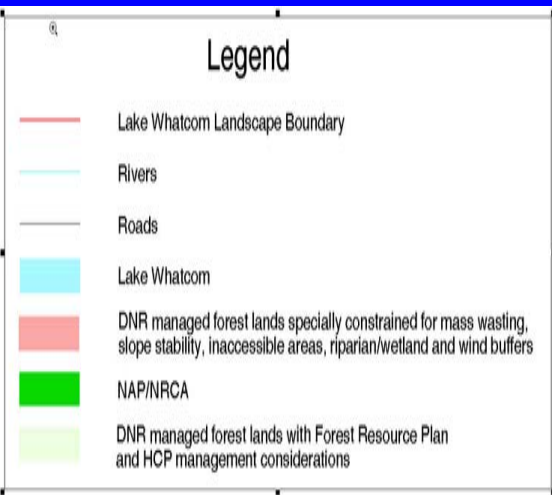 Legend
Lake Whatcom Landscape Boundary
Rivers
Roads
Lake Whatcom
DNR managed forest lands specially constrained for mass wasting,
slope stability, inaccessible areas, riparian/wetland and wind buffers
NAP/NRCA
DNR managed forest lands with Forest Resource Plan
and HCP management considerations